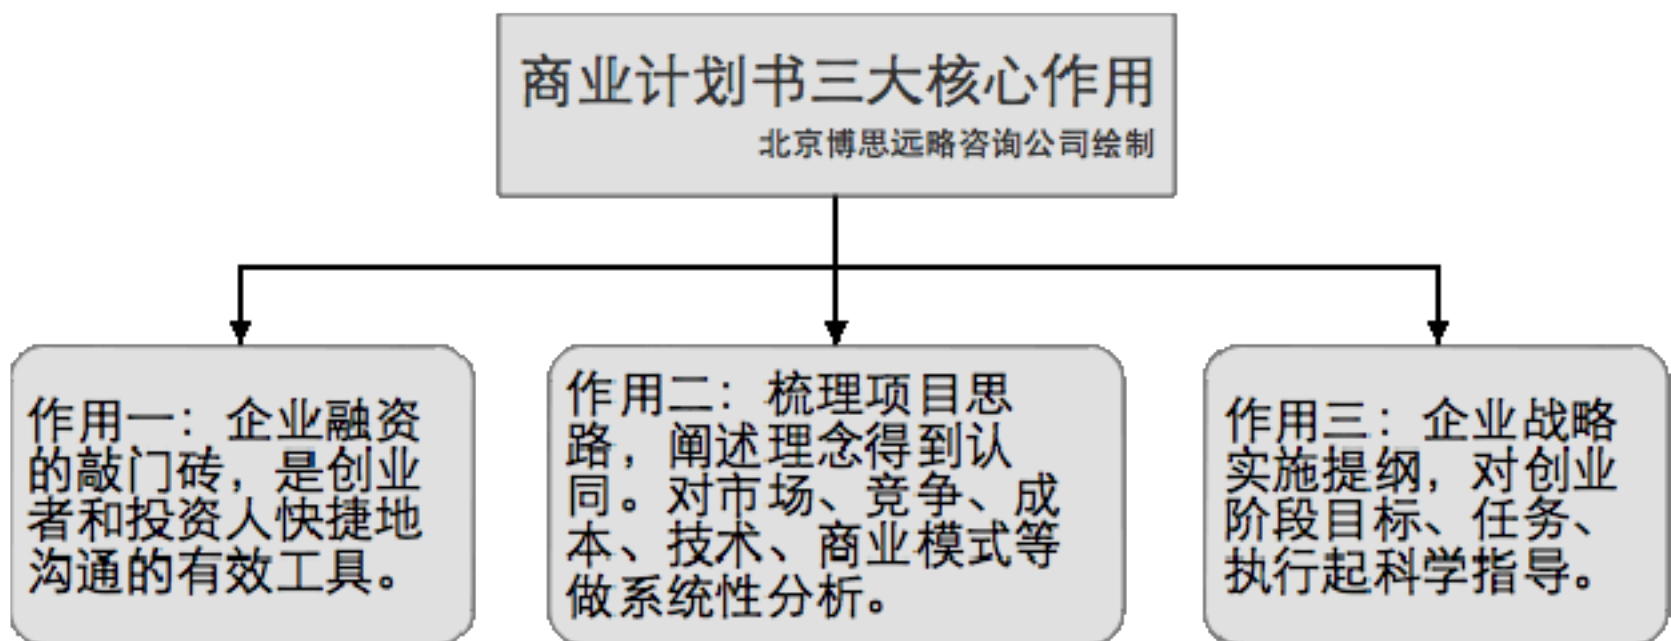 商业计划书三大核心作用
北京博思远略咨询公司绘制
作用一：企业融资
的敲门砖，是创业
者和投资人快捷地
沟通的有效工具。
作用二：梳理项目思
路，阐述理念得到认
同。对市场、竞争、成
本、技术、商业模式等
做系统性分析。
作用三：企业战略
实施提纲，对创业
阶段目标、任务、
执行起科学指导。